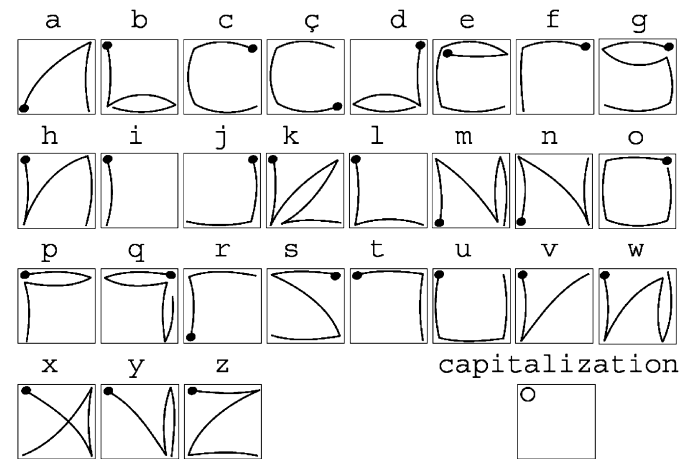 a b c ç d e f g
h i j k l m n o
p q r s t u v w
x y z capitalization